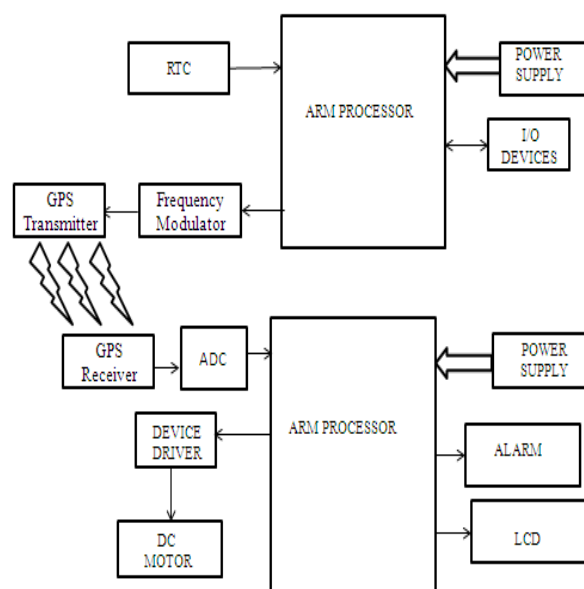 RTC
ARM PROCESSOR
POWER
SUPPLY
I/O
DEVICES
GPS
Transmitter
Frequency
Modulator
GPS
Receiver
ADC
ARM PROCESSOR
POWER
SUPPLY
DEVICE
DRIVER
ALARM
DC
MOTOR
LCD